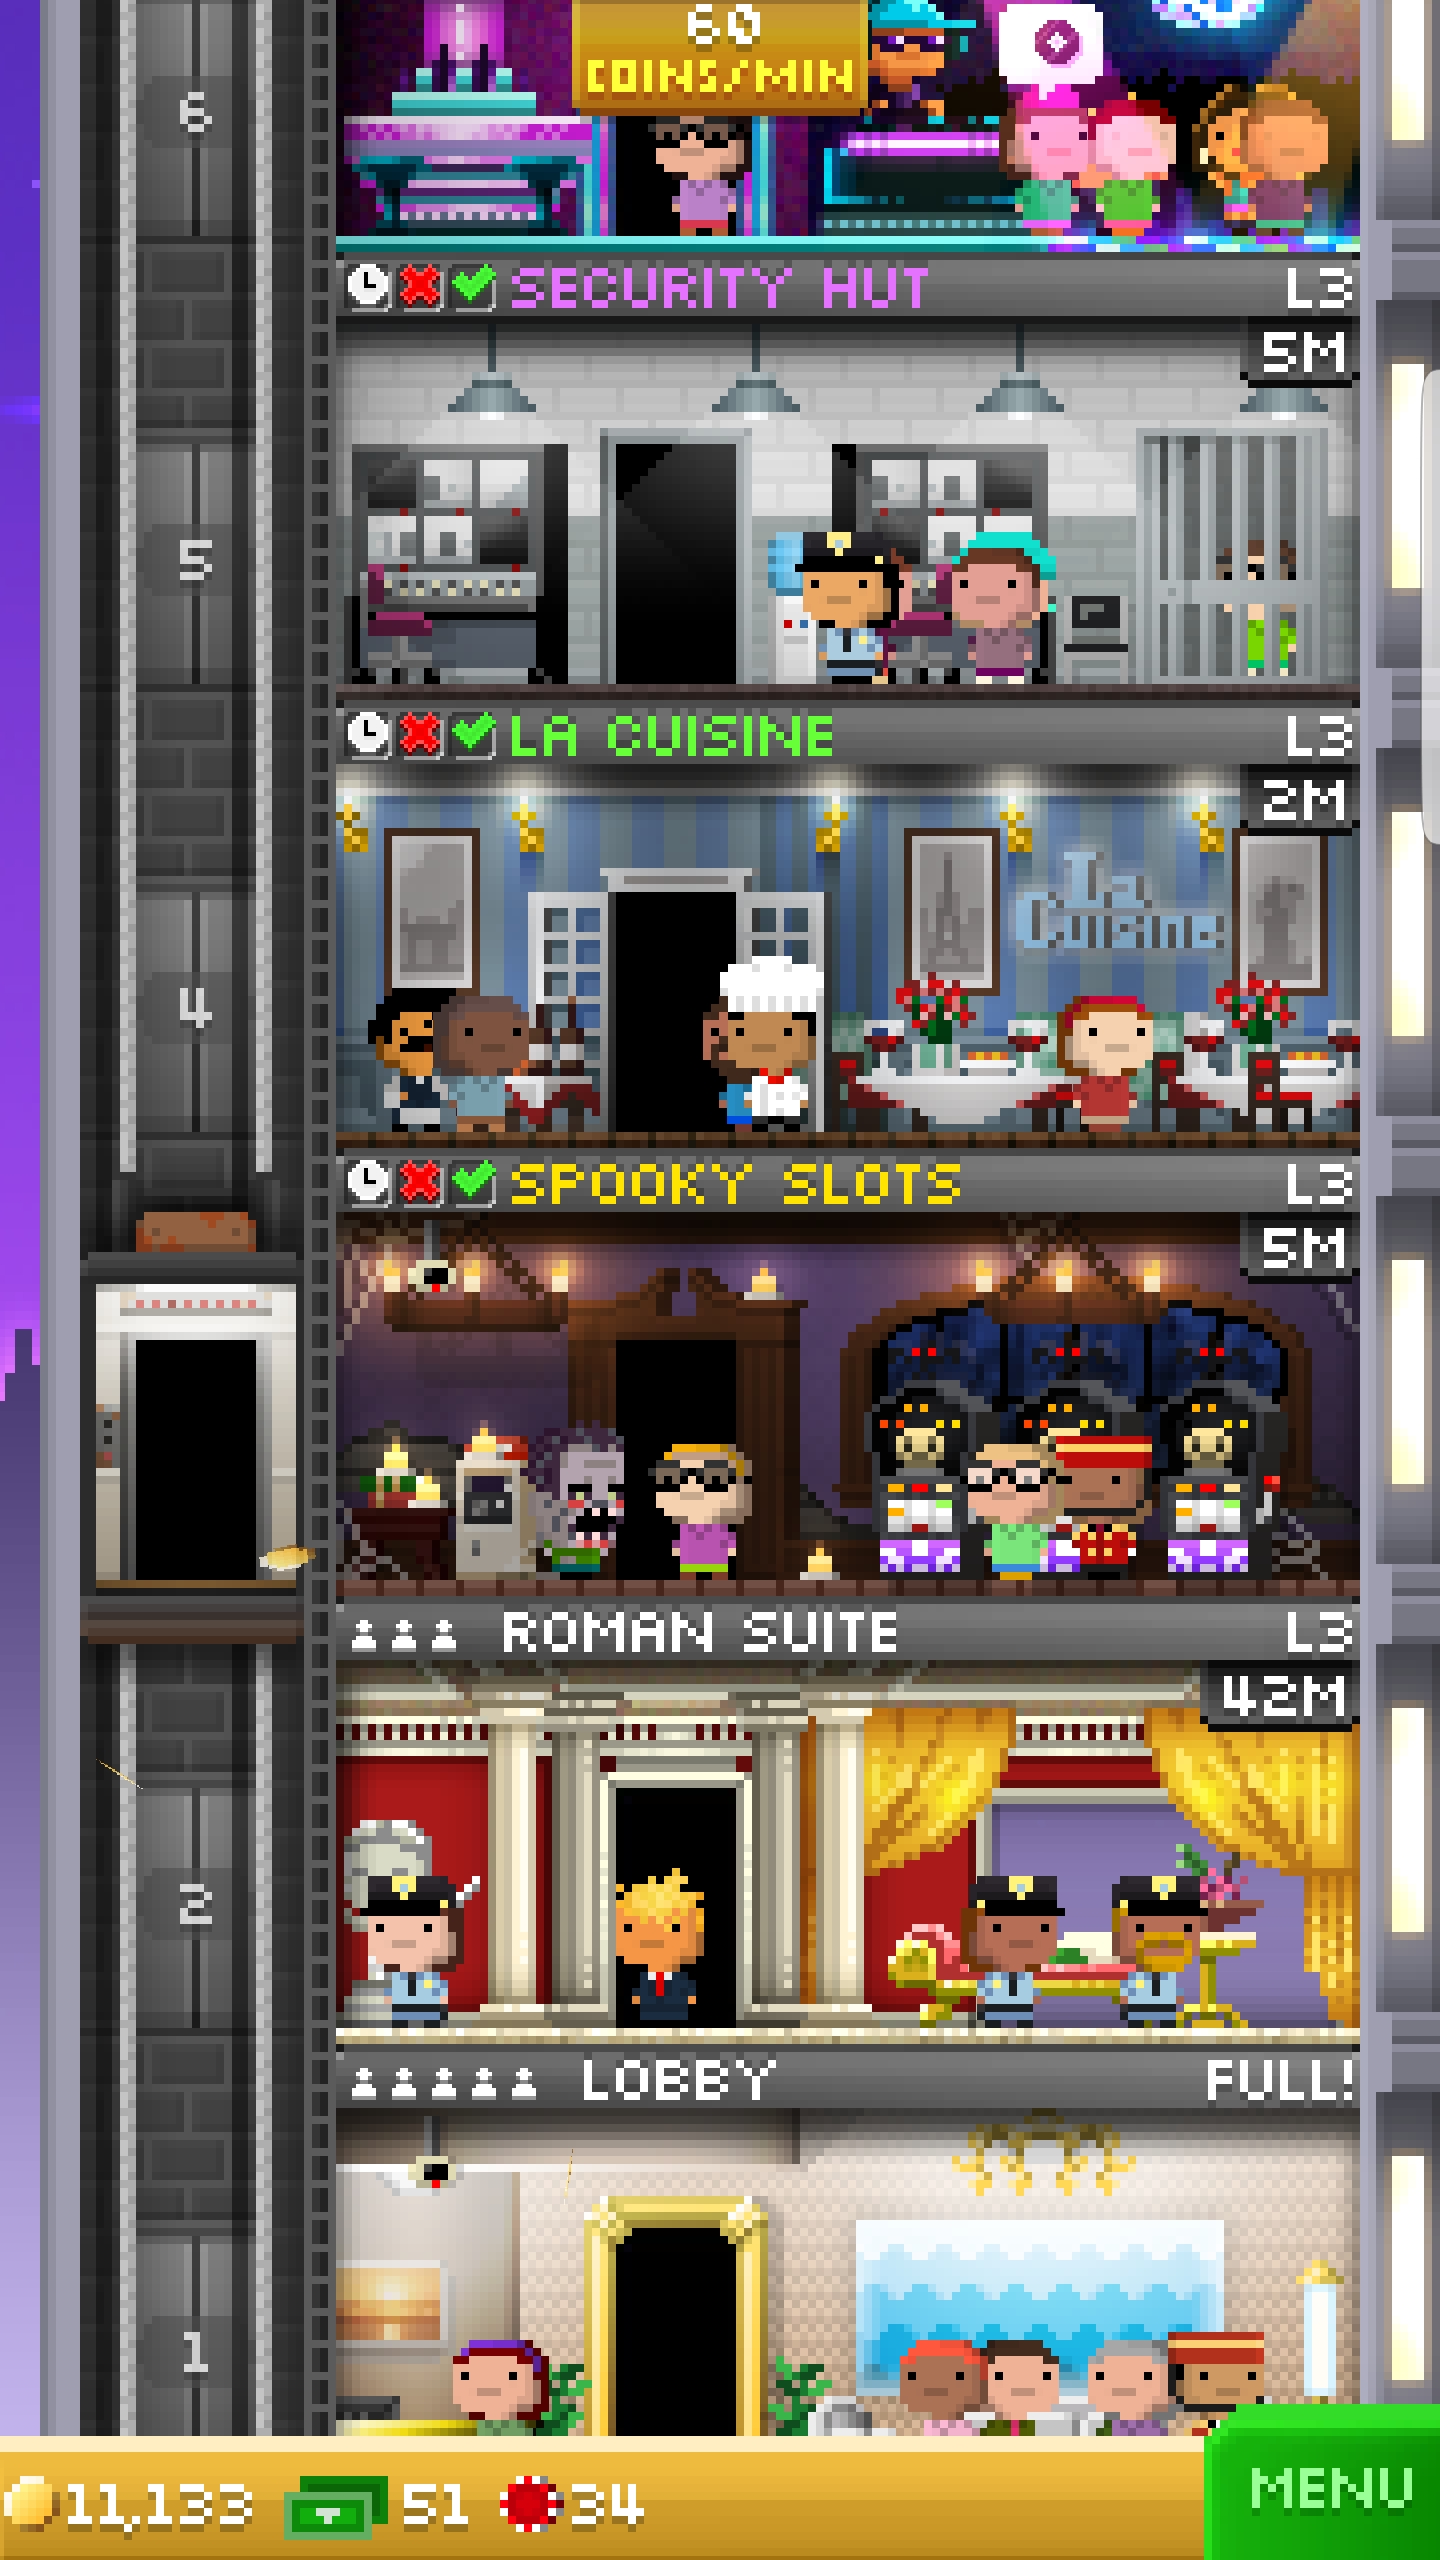 60
COINS/MIN
6
SECURITY HUT L3
5M
5
LA CUISINE L3
2M
La
Cuisine
4
SPOOKY SLOTS L3
5M
ROMAN SUITE L3
42M
2
LOBBY FULL!
1
11,133 51 34
MENU